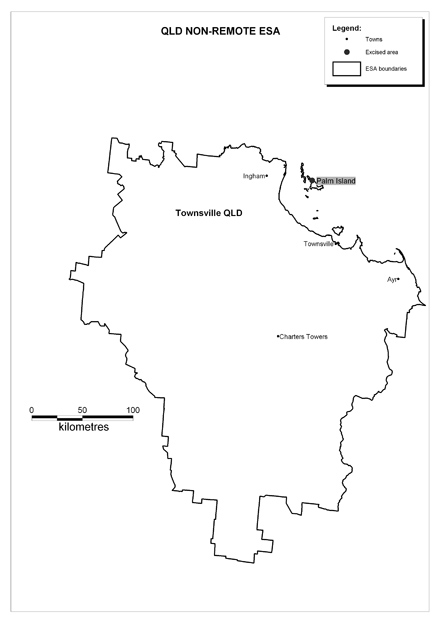 QLD NON-REMOTE ESA
Legend:
Towns
Excised area
ESA boundaries
Ingham
Palm Island
Townsville QLD
Townsville
Ayr
Charters Towers
0 50 100
kilometres